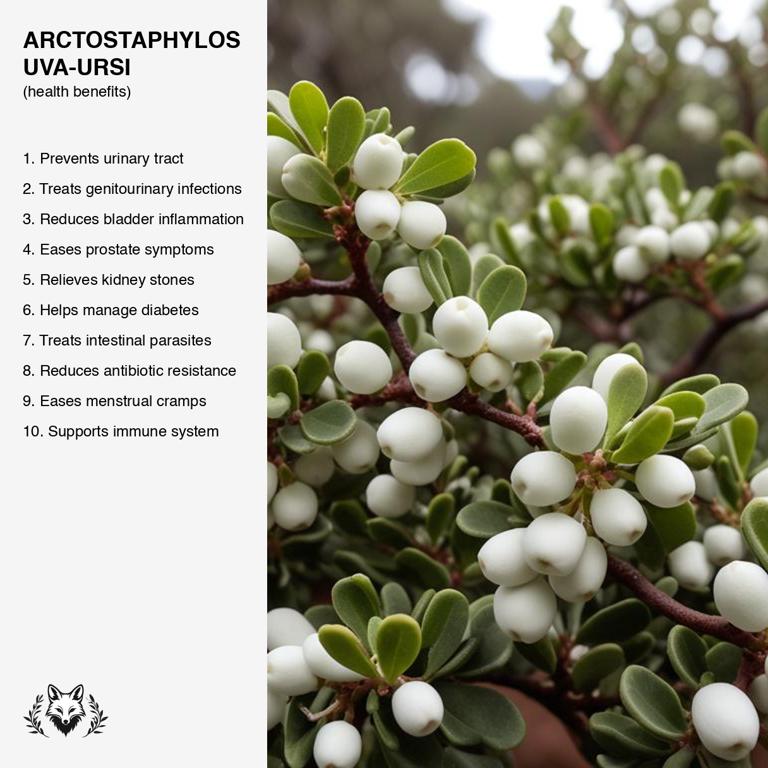 ARCTOSTAPHYLOS
UVA-URSI
(health benefits)
1. Prevents urinary tract
2. Treats genitourinary infections
3. Reduces bladder inflammation
4. Eases prostate symptoms
5. Relieves kidney stones
6. Helps manage diabetes
7. Treats intestinal parasites
8. Reduces antibiotic resistance
9. Eases menstrual cramps
10. Supports immune system